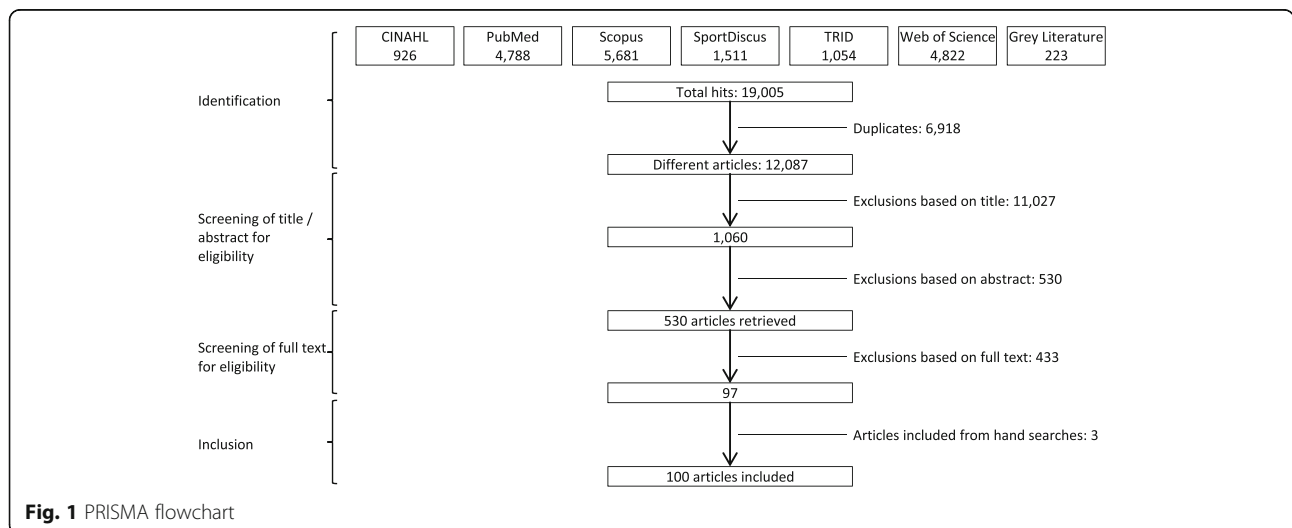 CINAHL
926
PubMed
4,788
Scopus
5,681
SportDiscus
1,511
TRID
1,054
Web of Science
4,822
Grey Literature
223
Identification
Total hits: 19,005
Duplicates: 6,918
Different articles: 12,087
Screening of title /
abstract for
eligibility
Exclusions based on title: 11,027
1,060
Exclusions based on abstract: 530
530 articles retrieved
Screening of full text
for eligibility
Exclusions based on full text: 433
97
Inclusion
Articles included from hand searches: 3
100 articles included
Fig. 1 PRISMA flowchart